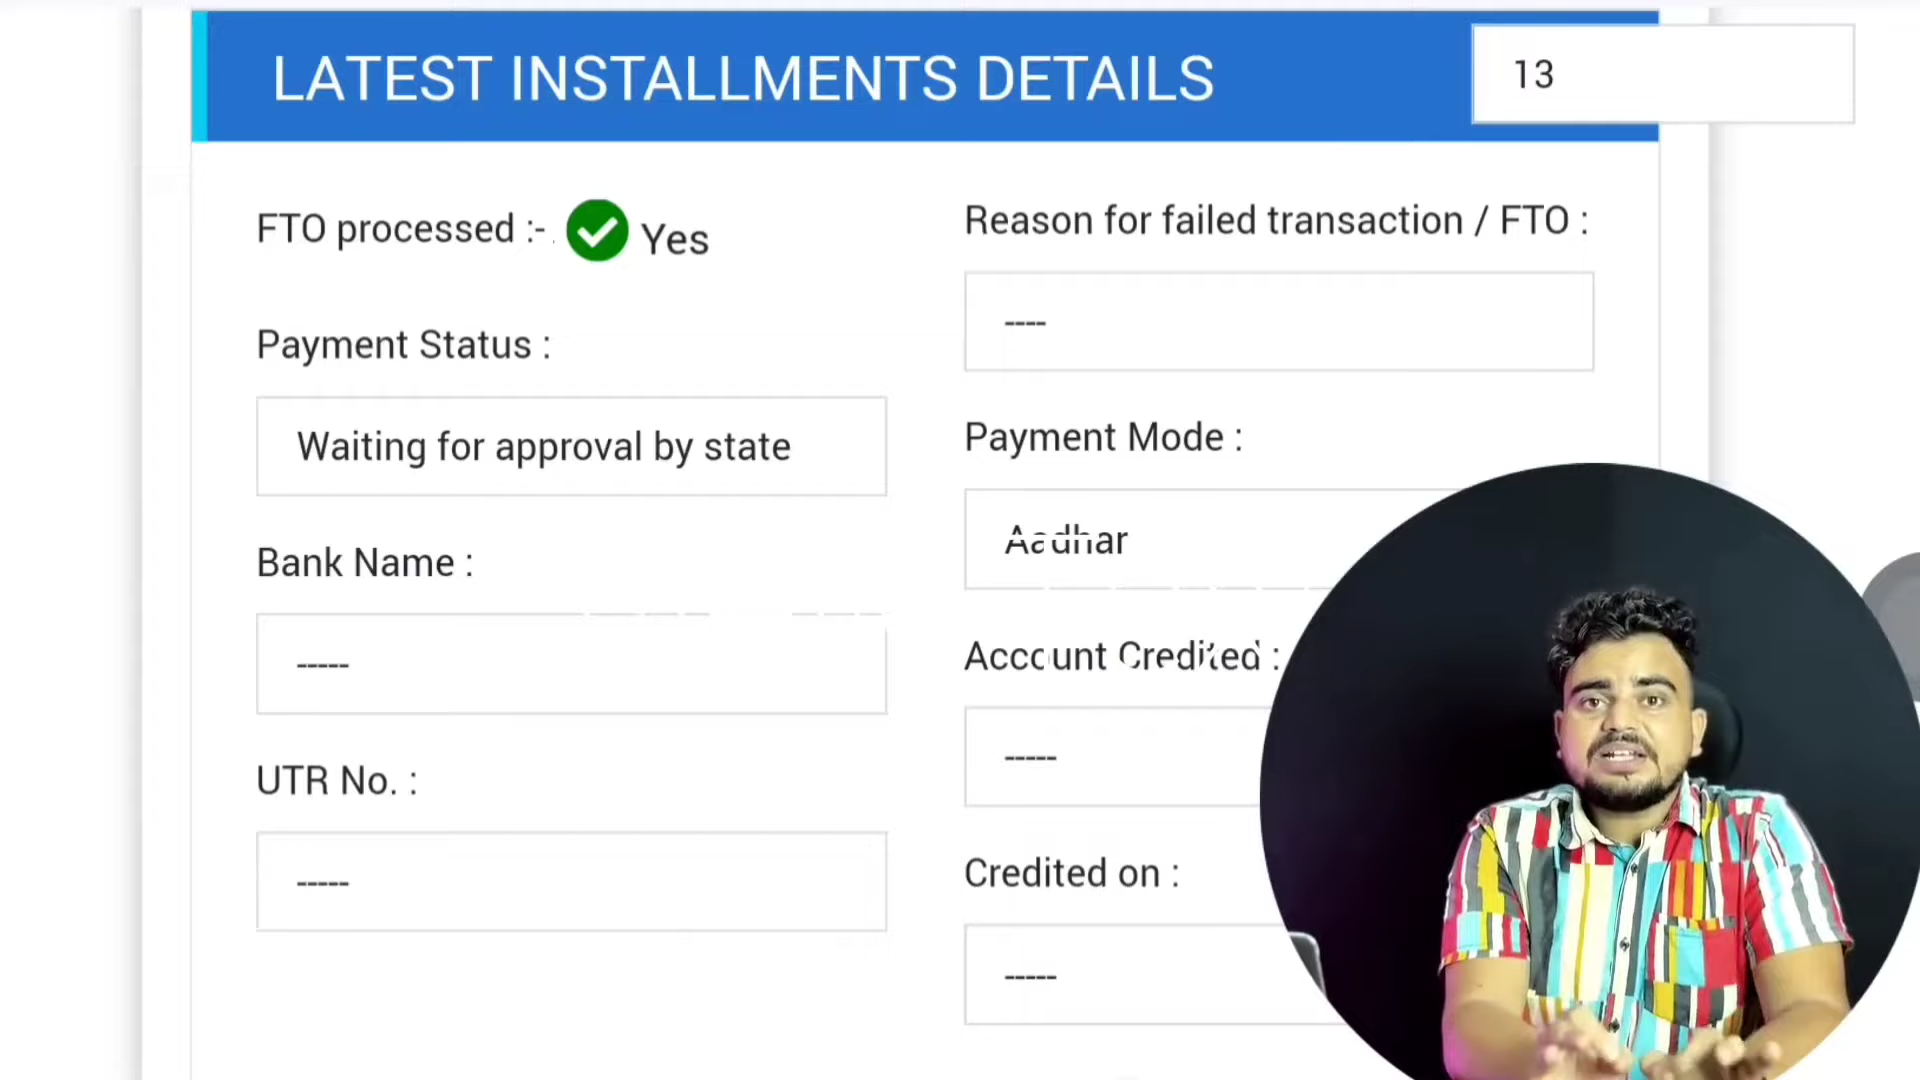 LATEST INSTALLMENTS DETAILS
13
FTO processed :-
Yes
Reason for failed transaction / FTO :
----
Payment Status :
Waiting for approval by state
Payment Mode :
Aadhar
Bank Name :
-----
Account Credited :
-----
UTR No. :
-----
Credited on :
-----